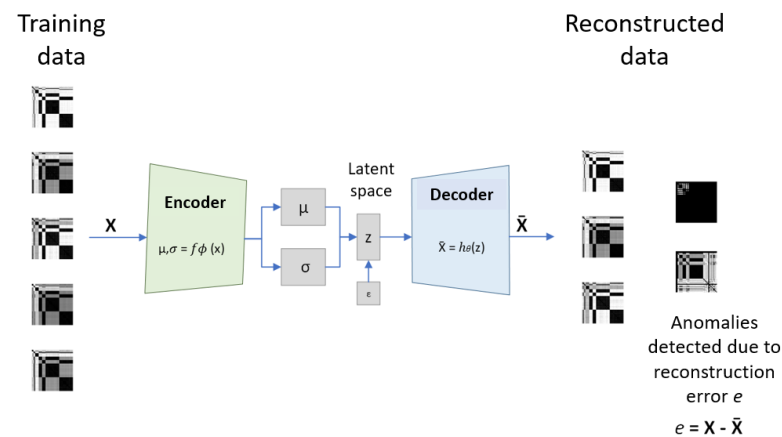 Training
data
Reconstructed
data
X
Encoder
μ,σ = fϕ (x)
μ
σ
Latent
space
z
ε
Decoder
X̄ = hθ(z)
X̄
Anomalies
detected due to
reconstruction
error e
e = X - X̄